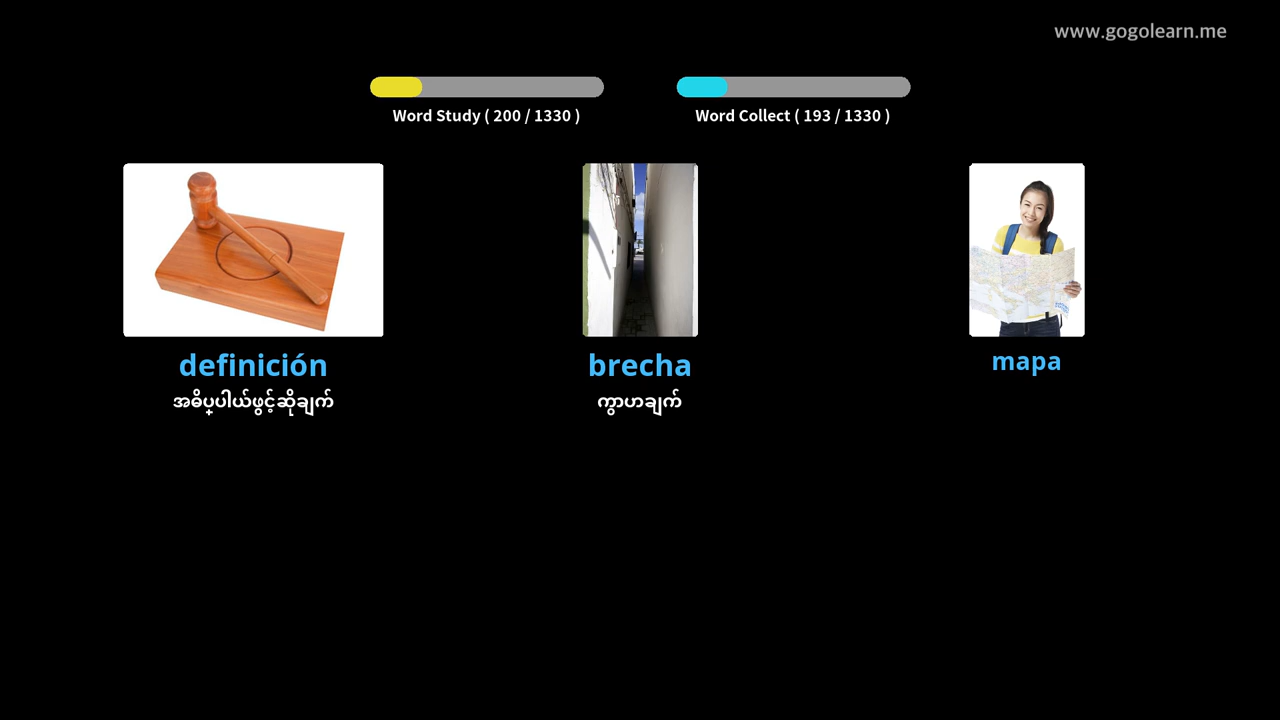 www.gogolearn.me
Word Study ( 200 / 1330 )
Word Collect ( 193 / 1330 )
definición
brecha
mapa
အဓိပ္ပါယ်ဖွင့်ဆိုချက်
ကွာဟချက်